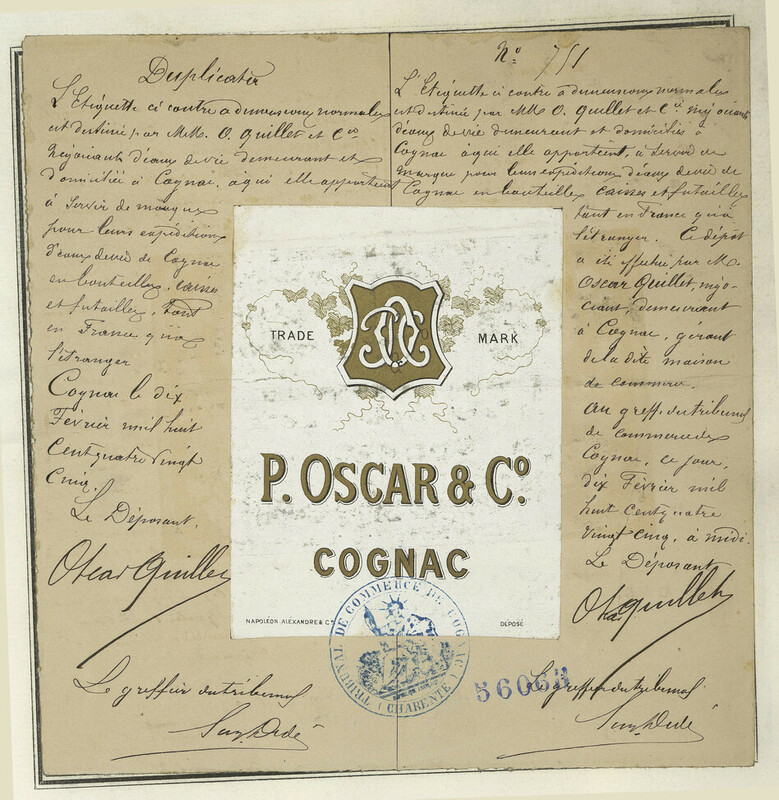 Duplicata
L'Etiquette ci contre a dimensions normales
est destinée par MM. O. Quillet et Cie
Négociants d'eaux de vie demeurant et
domiciliés à Cognac, à qui elle appartient
à servir de marque
pour leurs expéditions
d'eaux de vie de Cognac
en bouteilles, caisses
et futailles, tant
en France qu'à
l'étranger
Cognac le dix
Février mil huit
cent quatre vingt
cinq.
Le Déposant,
Oscar Quillet
Le greffier du tribunal
No 751
L'Etiquette ci contre a dimensions normales
est destinée par MM. O. Quillet et Cie négociants
d'eaux de vie demeurant et domiciliés à
Cognac à qui elle appartient, à servir de
marque pour leurs expéditions d'eaux de vie de
Cognac en bouteilles caisses et futailles
tant en France qu'à
l'étranger. Ce dépôt
a été effectué par M.
Oscar Quillet, négo-
ciant, demeurant
à Cognac, gérant
de la dite maison
de commerce.
au greffe du tribunal
de commerce de
Cognac, ce jour,
dix Février mil
huit cent quatre
vingt cinq, à midi.
Le Déposant
Oscar Quillet
Le greffier du tribunal
TRADE MARK
P. OSCAR & Co.
COGNAC
NAPOLÉON ALEXANDRE & Co
DÉPOSÉ
TRIBUNAL DE COMMERCE DE COGNAC
(CHARENTE)